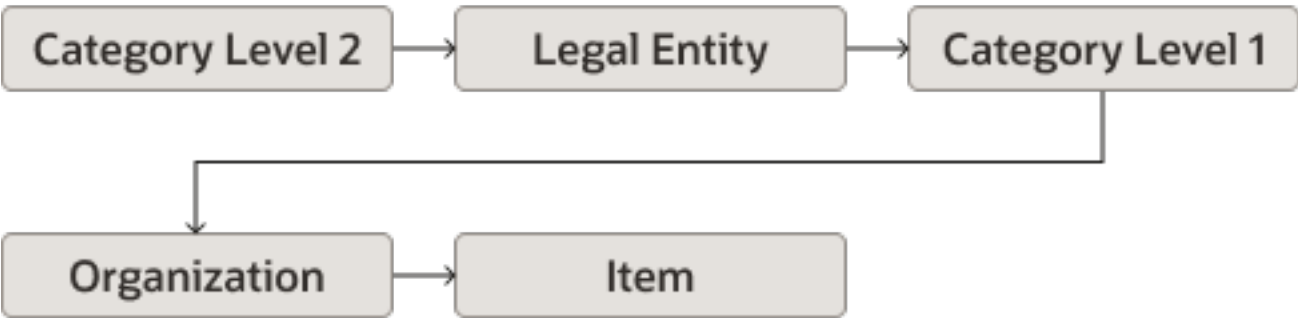 Category Level 2
Legal Entity
Category Level 1
Organization
Item